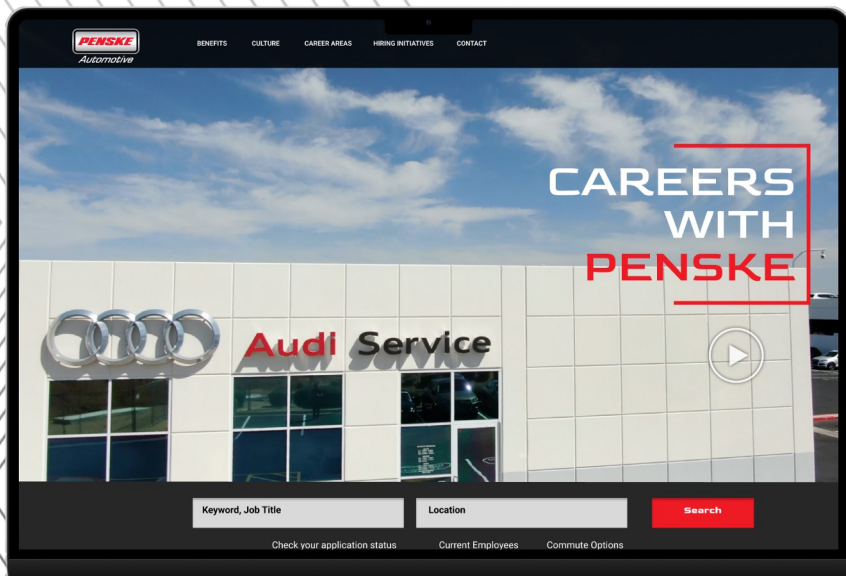 PENSKE
Automotive
BENEFITS CULTURE CAREER AREAS HIRING INITIATIVES CONTACT
CAREERS
WITH
PENSKE
Audi Service
Keyword, Job Title Location Search
Check your application status Current Employees Commute Options